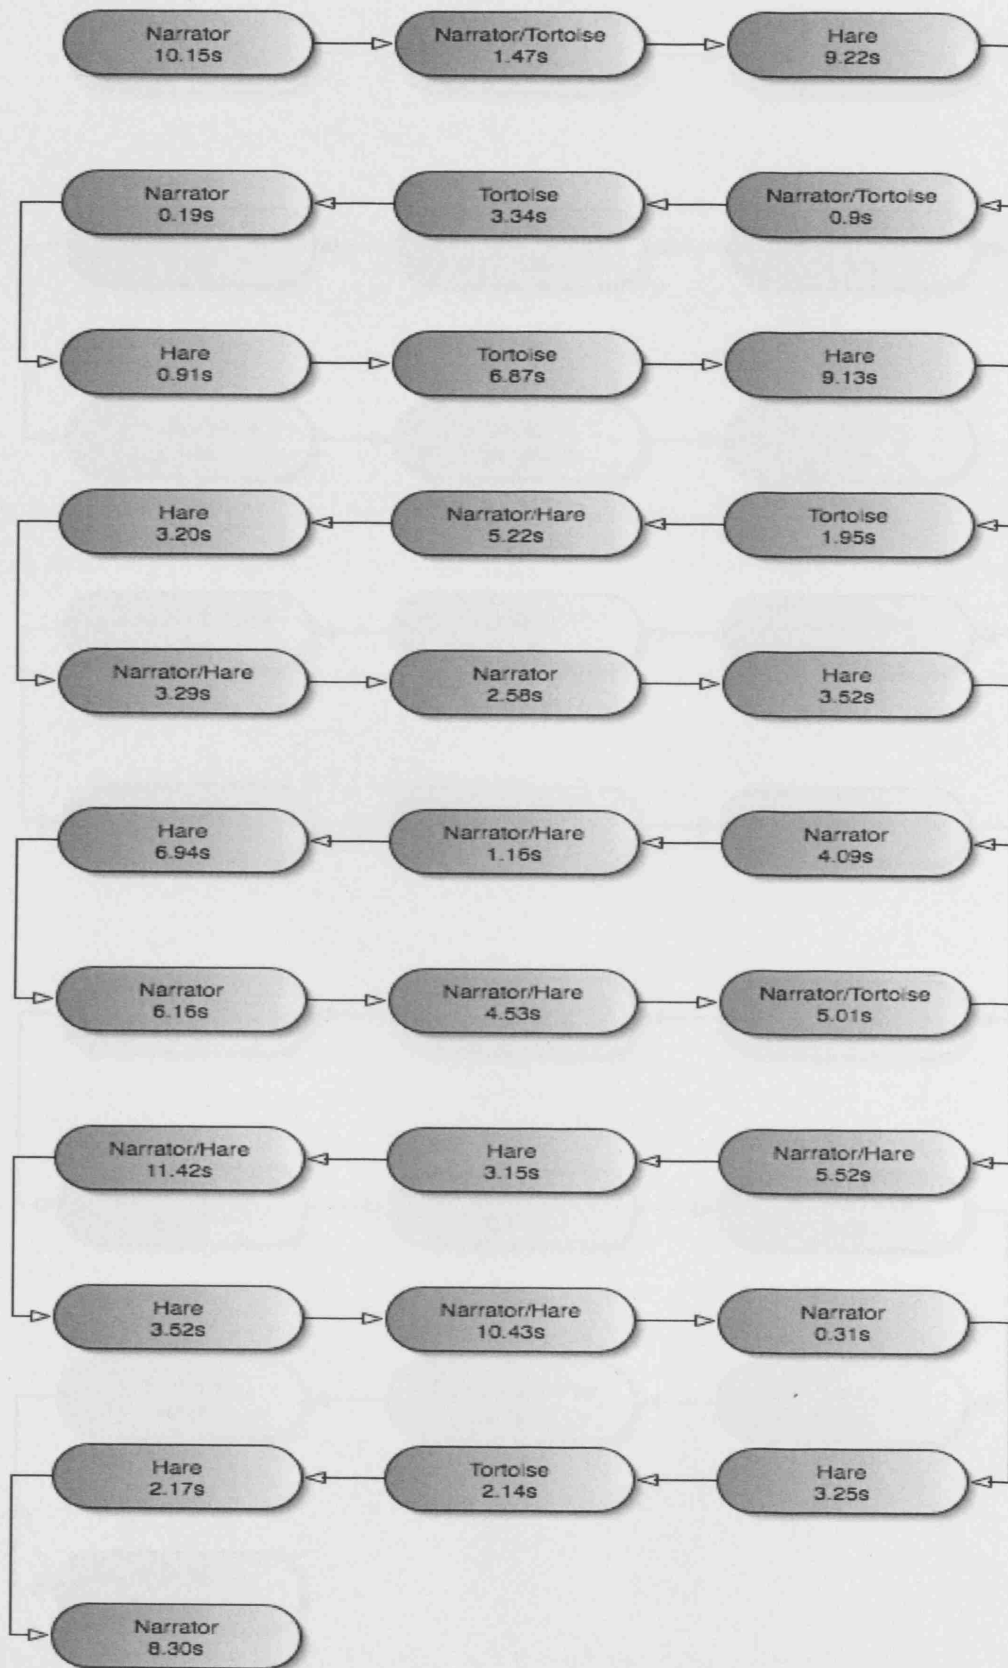 Narrator
10.15s
Narrator/Tortoise
1.47s
Hare
9.22s
Narrator
0.19s
Tortoise
3.34s
Narrator/Tortoise
0.9s
Hare
0.91s
Tortoise
6.87s
Hare
9.13s
Hare
3.20s
Narrator/Hare
5.22s
Tortoise
1.95s
Narrator/Hare
3.29s
Narrator
2.58s
Hare
3.52s
Hare
6.94s
Narrator/Hare
1.16s
Narrator
4.09s
Narrator
6.16s
Narrator/Hare
4.53s
Narrator/Tortoise
5.01s
Narrator/Hare
11.42s
Hare
3.15s
Narrator/Hare
5.52s
Hare
3.52s
Narrator/Hare
10.43s
Narrator
0.31s
Hare
2.17s
Tortoise
2.14s
Hare
3.25s
Narrator
8.30s